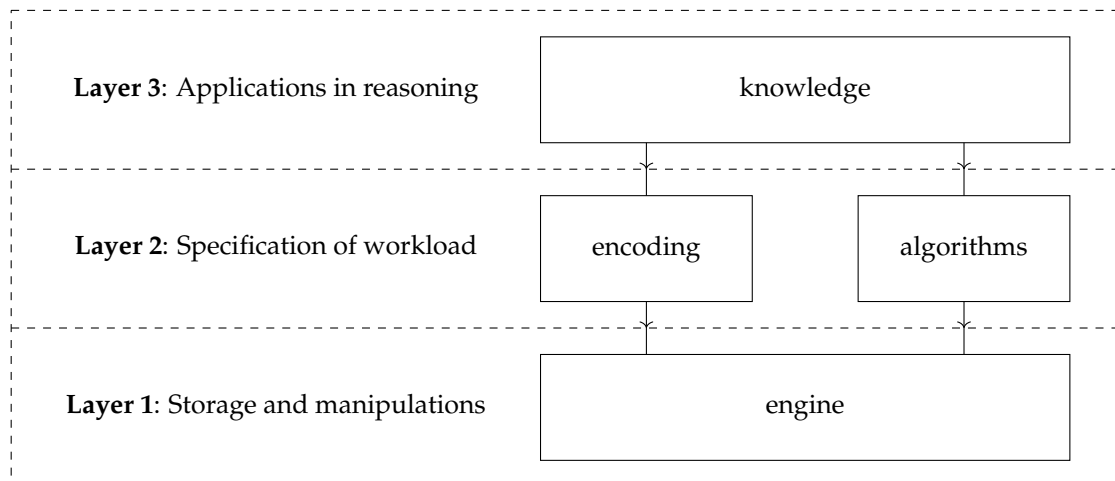 Layer 3: Applications in reasoning
knowledge
Layer 2: Specification of workload
encoding
algorithms
Layer 1: Storage and manipulations
engine